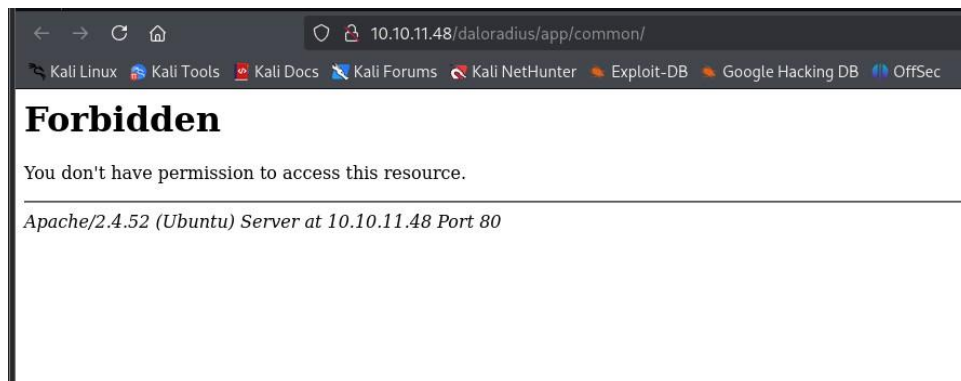 10.10.11.48/daloradius/app/common/
Kali Linux Kali Tools Kali Docs Kali Forums Kali NetHunter Exploit-DB Google Hacking DB OffSec
Forbidden
You don't have permission to access this resource.
Apache/2.4.52 (Ubuntu) Server at 10.10.11.48 Port 80